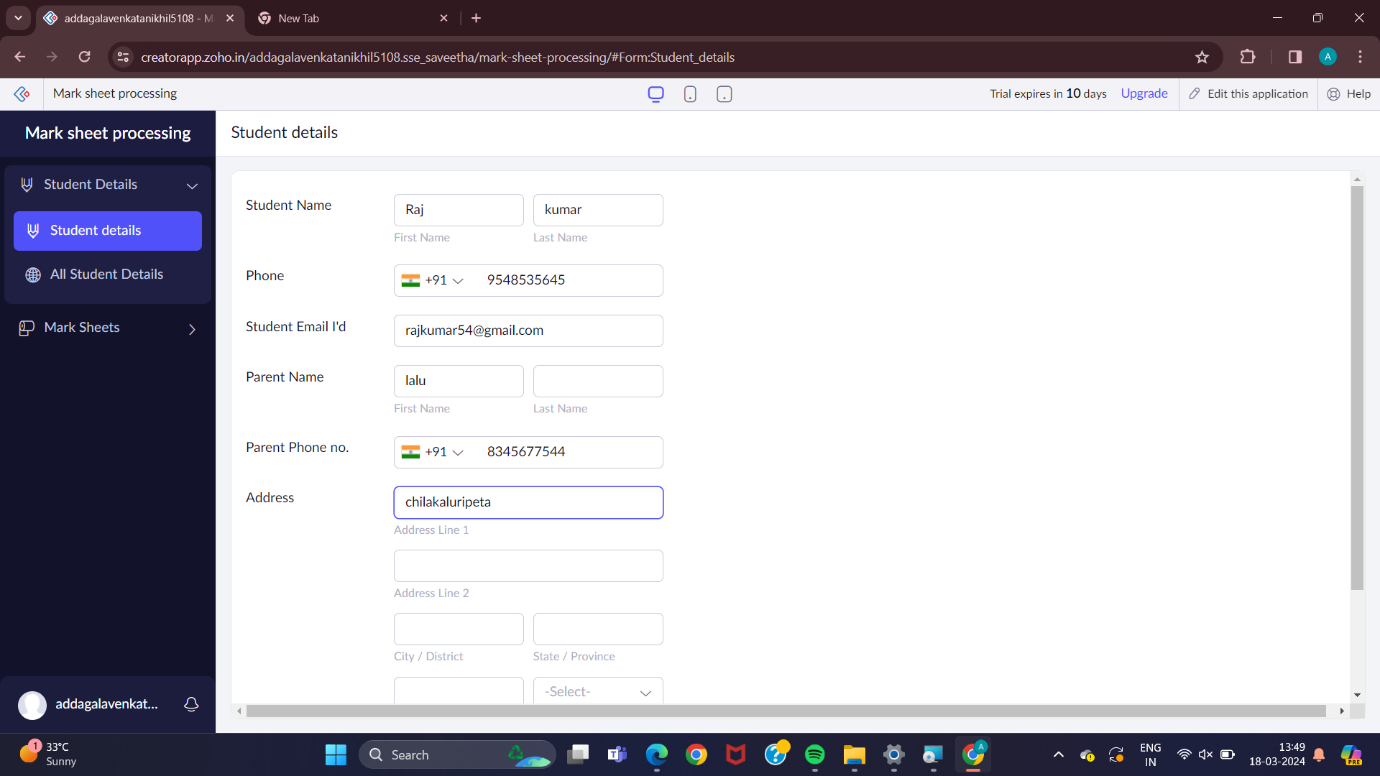 addagalavenkatanikhil5108 - M
New Tab
creatorapp.zoho.in/addagalavenkatanikhil5108.sse_saveetha/mark-sheet-processing/#Form:Student_details
A
Mark sheet processing
Trial expires in 10 days
Upgrade
Edit this application
Help
Mark sheet processing
Student details
Student Details
Student details
All Student Details
Mark Sheets
Student Name
Raj
kumar
First Name
Last Name
Phone
+91
9548535645
Student Email I'd
rajkumar54@gmail.com
Parent Name
lalu
First Name
Last Name
Parent Phone no.
+91
8345677544
Address
chilakaluripeta
Address Line 1
Address Line 2
City / District
State / Province
-Select-
addagalavenkat...
1
33°C
Sunny
Search
A
ENG
IN
13:49
18-03-2024
PRE